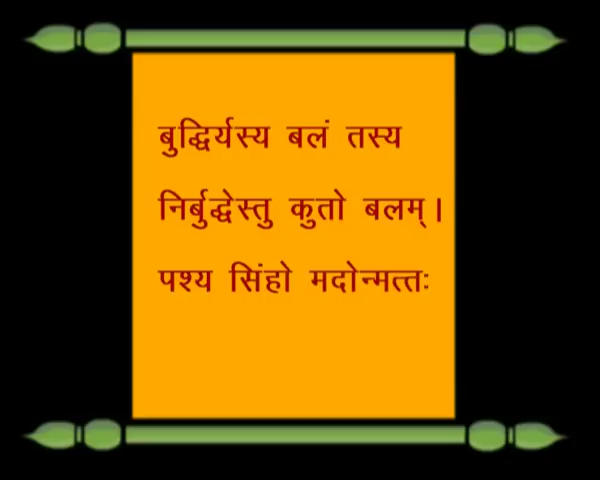 बुद्धिर्यस्य बलं तस्य
निर्बुद्धेस्तु कुतो बलम्।
पश्य सिंहो मदोन्मत्तः